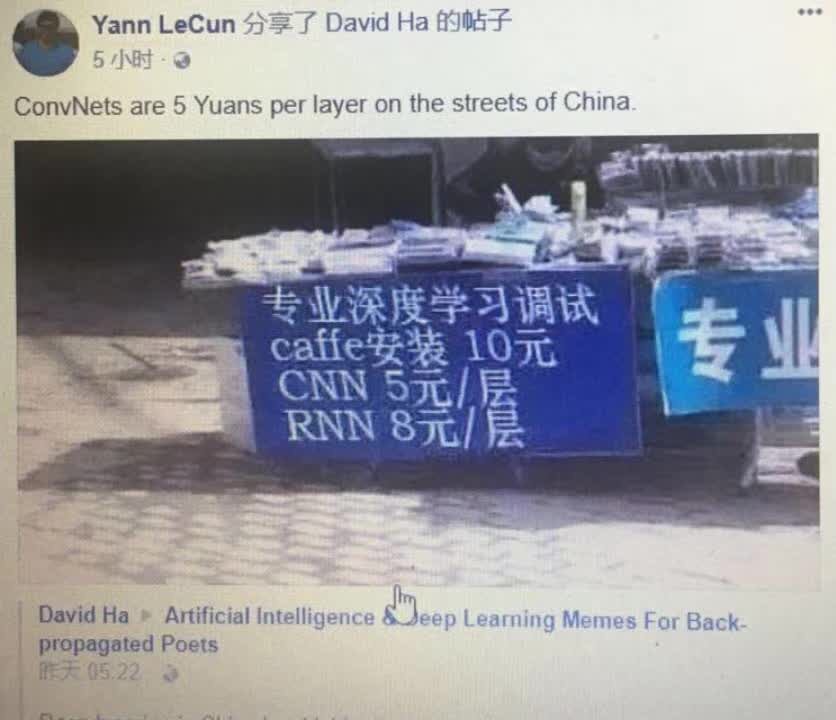 Yann LeCun 分享了 David Ha 的帖子
5 小时 ·
ConvNets are 5 Yuans per layer on the streets of China.
专业深度学习调试
caffe安装 10元
CNN 5元/层
RNN 8元/层
专业
David Ha ▸ Artificial Intelligence & Deep Learning Memes For Back-
propagated Poets
昨天 05:22